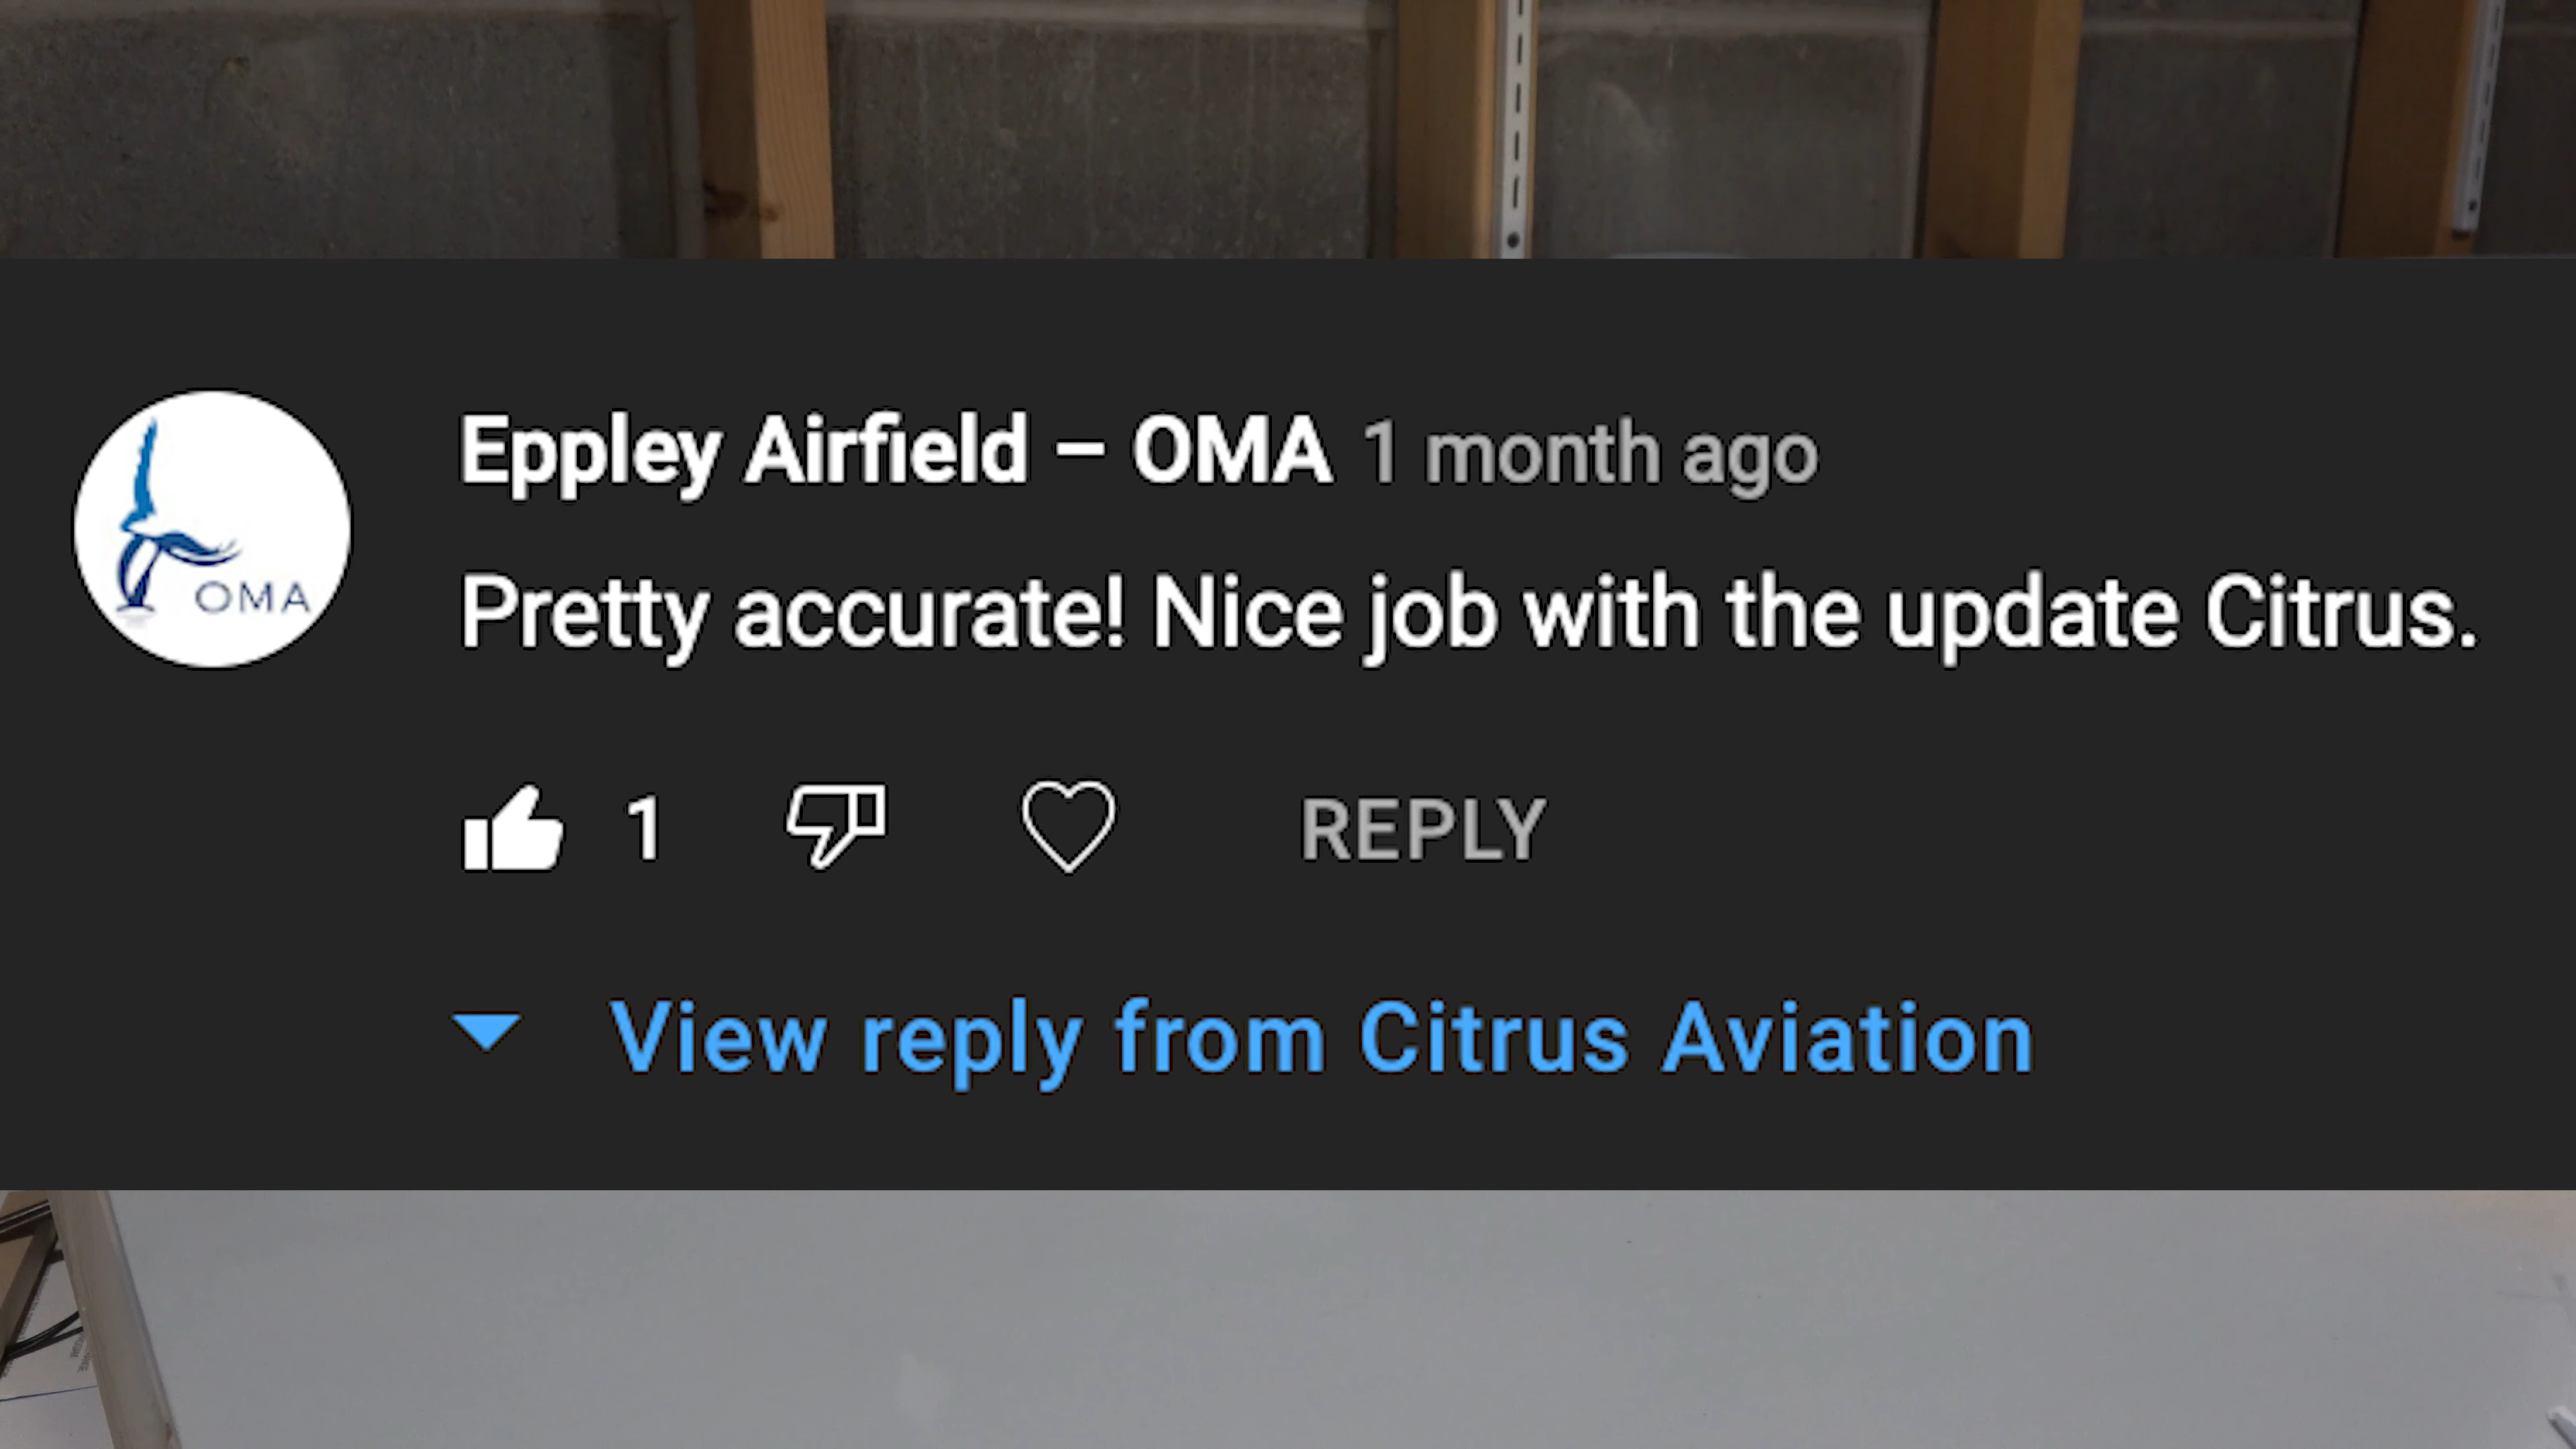 Eppley Airfield – OMA 1 month ago
OMA
Pretty accurate! Nice job with the update Citrus.
1
REPLY
View reply from Citrus Aviation